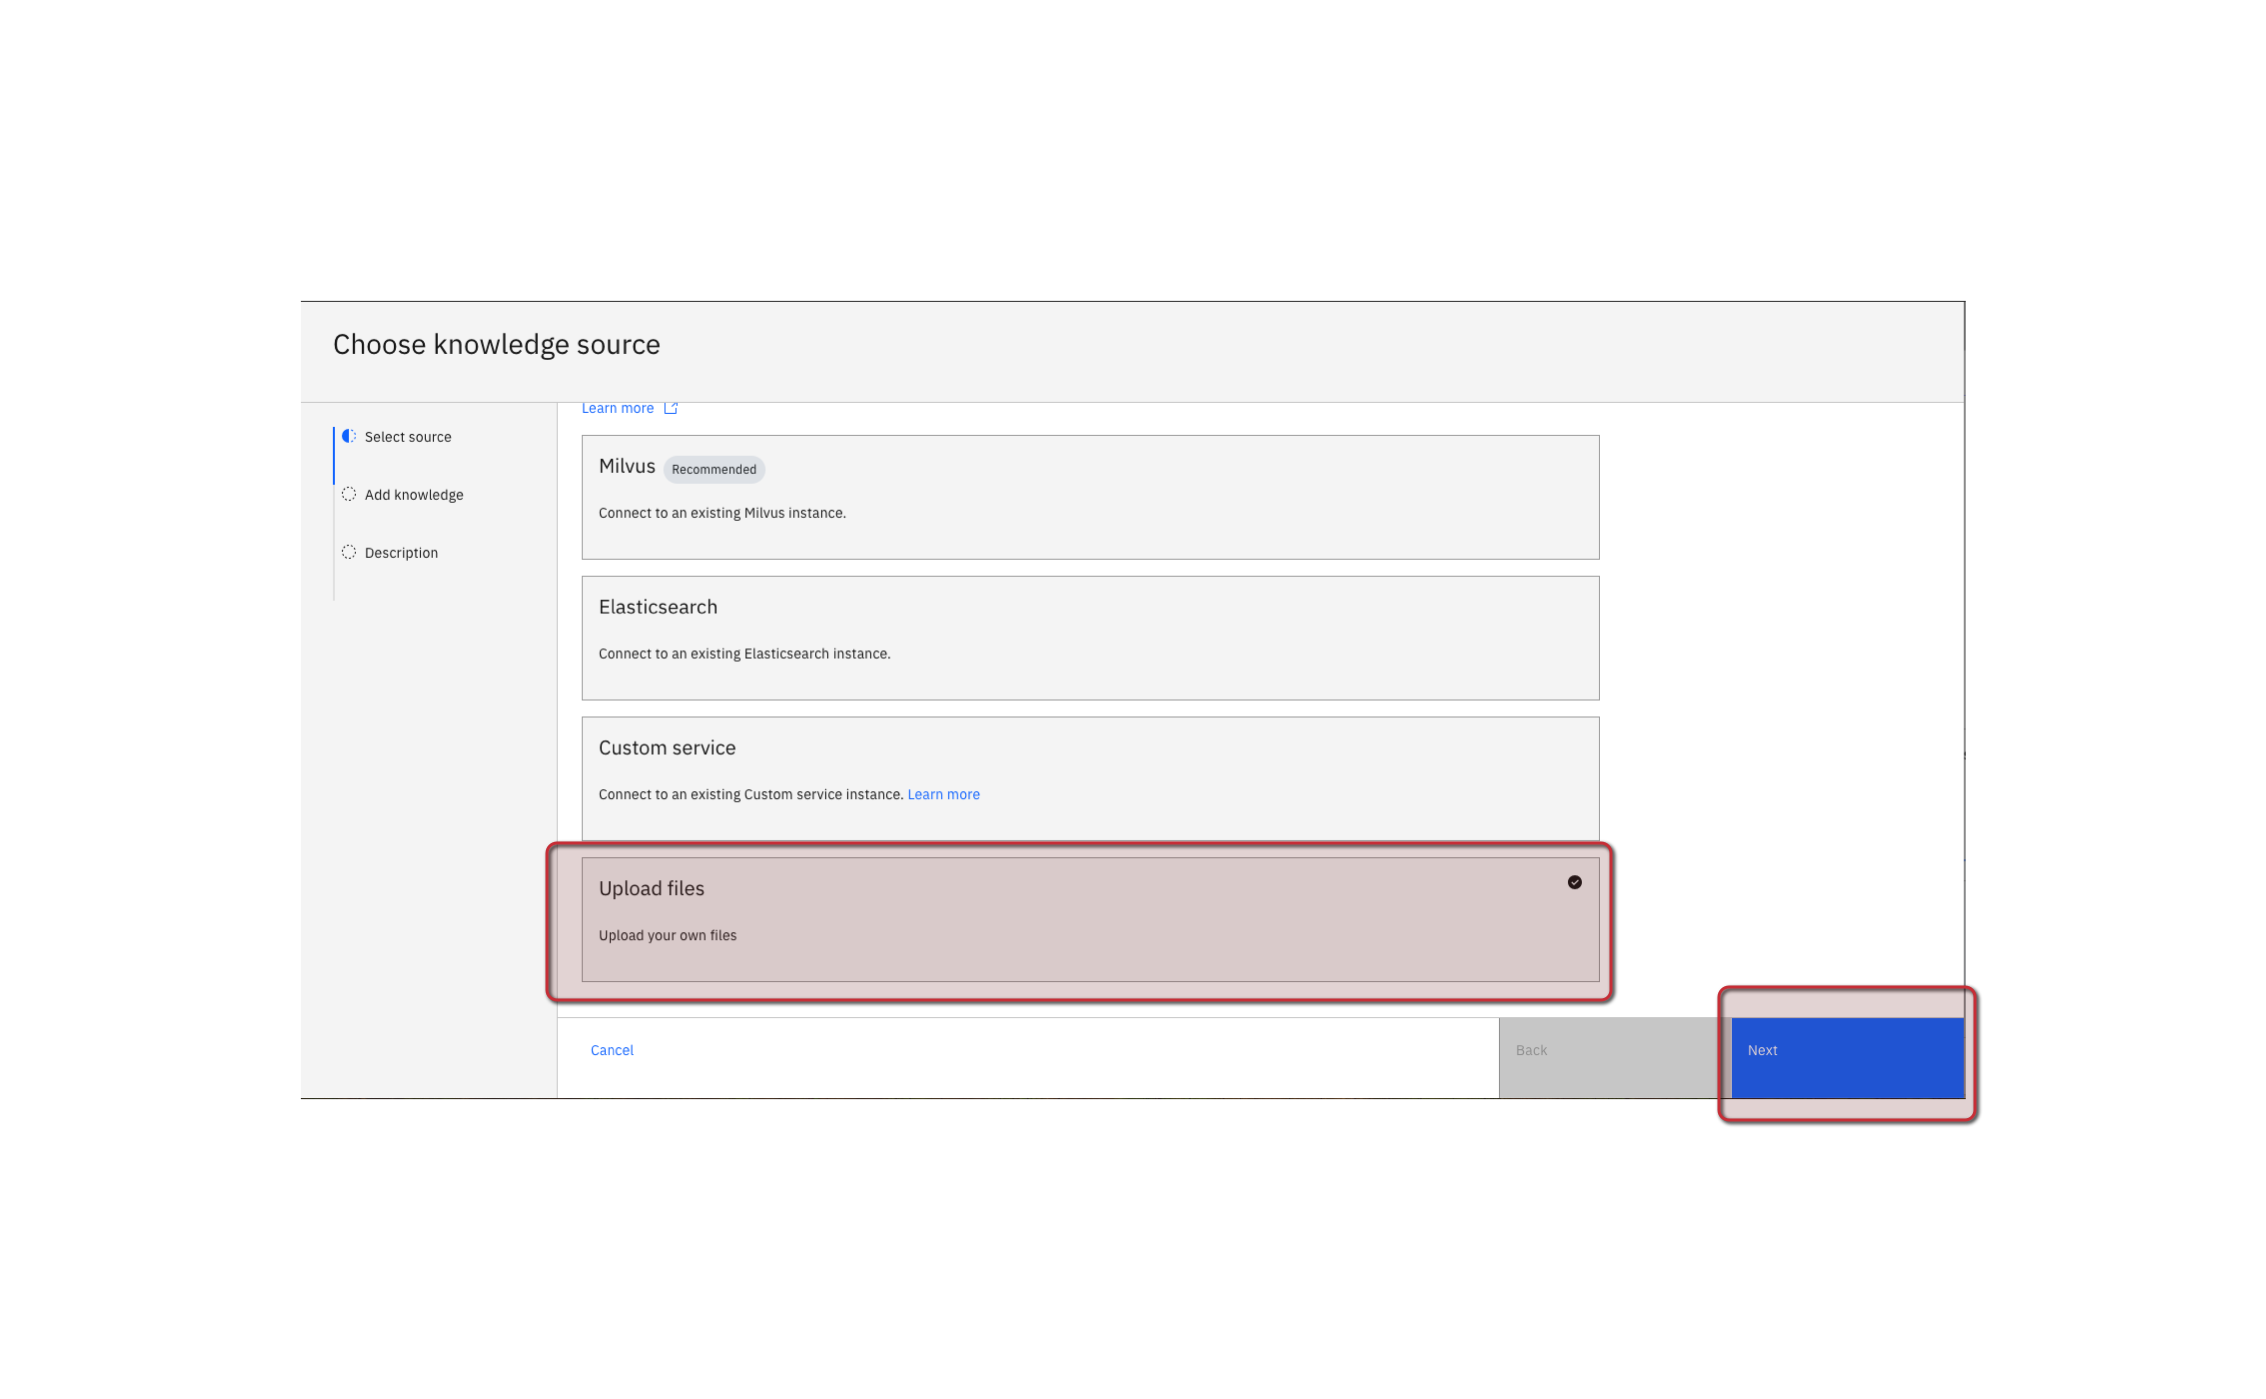 Choose knowledge source
Learn more
Select source
Add knowledge
Description
Milvus Recommended
Connect to an existing Milvus instance.
Elasticsearch
Connect to an existing Elasticsearch instance.
Custom service
Connect to an existing Custom service instance. Learn more
Upload files
Upload your own files
Cancel
Back
Next